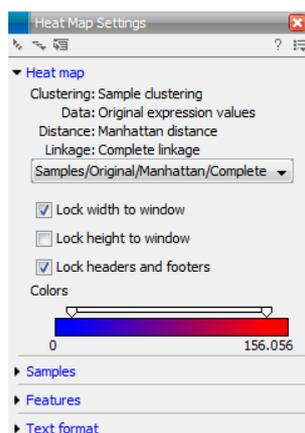 Heat Map Settings
?
Heat map
Clustering: Sample clustering
Data: Original expression values
Distance: Manhattan distance
Linkage: Complete linkage
Samples/Original/Manhattan/Complete
Lock width to window
Lock height to window
Lock headers and footers
Colors
0 156.056
Samples
Features
Text format